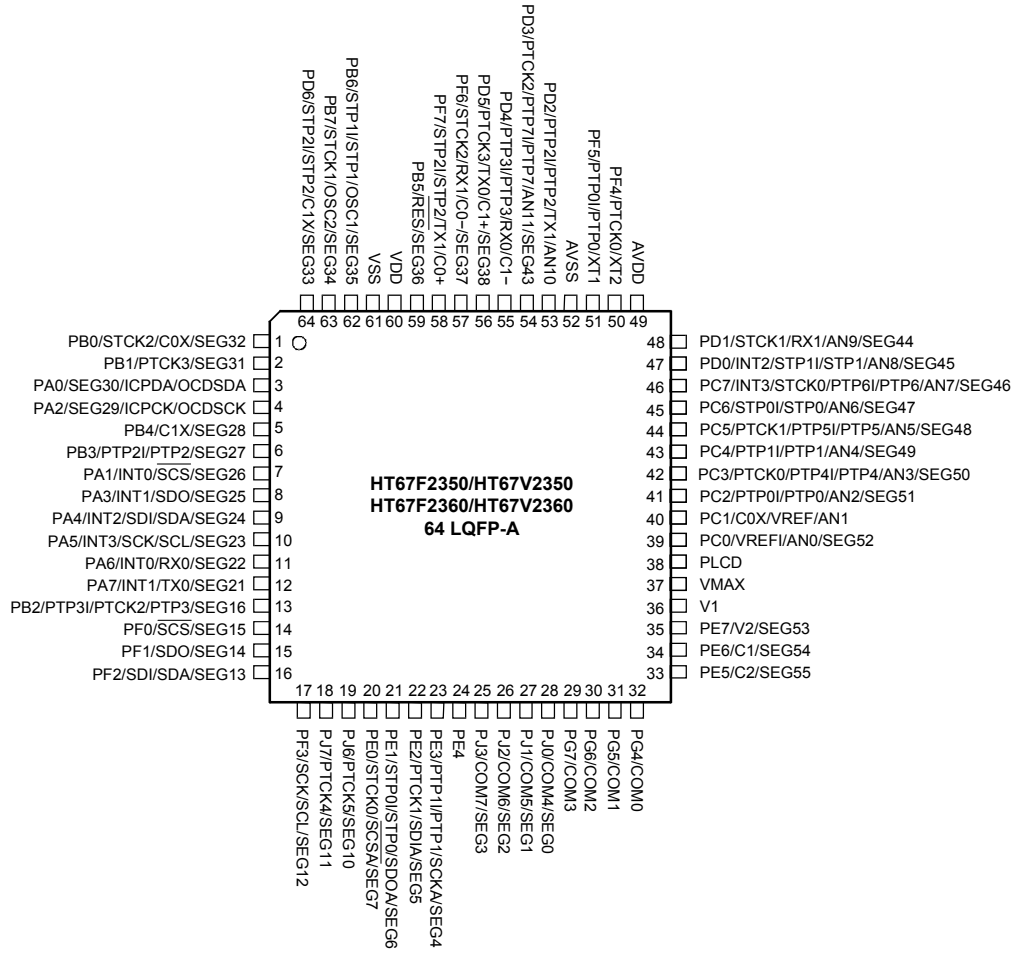 PD6/STP2I/STP2/C1X/SEG33
PB7/STCK1/OSC2/SEG34
PB6/STP1I/STP1/OSC1/SEG35
VSS
VDD
PB5/RES/SEG36
PF7/STP2I/STP2/TX1/C0+
PF6/STCK2/RX1/C0−/SEG37
PD5/PTCK3/TX0/C1+/SEG38
PD4/PTP3I/PTP3/RX0/C1−
PD3/PTCK2/PTP7I/PTP7/AN11/SEG43
PD2/PTP2I/PTP2/TX1/AN10
AVSS
PF5/PTP0I/PTP0/XT1
PF4/PTCK0/XT2
AVDD
64 63 62 61 60 59 58 57 56 55 54 53 52 51 50 49
PB0/STCK2/C0X/SEG32 1
PB1/PTCK3/SEG31 2
PA0/SEG30/ICPDA/OCDSDA 3
PA2/SEG29/ICPCK/OCDSCK 4
PB4/C1X/SEG28 5
PB3/PTP2I/PTP2/SEG27 6
PA1/INT0/SCS/SEG26 7
PA3/INT1/SDO/SEG25 8
PA4/INT2/SDI/SDA/SEG24 9
PA5/INT3/SCK/SCL/SEG23 10
PA6/INT0/RX0/SEG22 11
PA7/INT1/TX0/SEG21 12
PB2/PTP3I/PTCK2/PTP3/SEG16 13
PF0/SCS/SEG15 14
PF1/SDO/SEG14 15
PF2/SDI/SDA/SEG13 16
HT67F2350/HT67V2350
HT67F2360/HT67V2360
64 LQFP-A
48 PD1/STCK1/RX1/AN9/SEG44
47 PD0/INT2/STP1I/STP1/AN8/SEG45
46 PC7/INT3/STCK0/PTP6I/PTP6/AN7/SEG46
45 PC6/STP0I/STP0/AN6/SEG47
44 PC5/PTCK1/PTP5I/PTP5/AN5/SEG48
43 PC4/PTP1I/PTP1/AN4/SEG49
42 PC3/PTCK0/PTP4I/PTP4/AN3/SEG50
41 PC2/PTP0I/PTP0/AN2/SEG51
40 PC1/C0X/VREF/AN1
39 PC0/VREFI/AN0/SEG52
38 PLCD
37 VMAX
36 V1
35 PE7/V2/SEG53
34 PE6/C1/SEG54
33 PE5/C2/SEG55
17 18 19 20 21 22 23 24 25 26 27 28 29 30 31 32
PF3/SCK/SCL/SEG12
PJ7/PTCK4/SEG11
PJ6/PTCK5/SEG10
PE0/STCK0/SCSA/SEG7
PE1/STP0I/STP0/SDOA/SEG6
PE2/PTCK1/SDIA/SEG5
PE3/PTP1I/PTP1/SCKA/SEG4
PE4
PJ3/COM7/SEG3
PJ2/COM6/SEG2
PJ1/COM5/SEG1
PJ0/COM4/SEG0
PG7/COM3
PG6/COM2
PG5/COM1
PG4/COM0